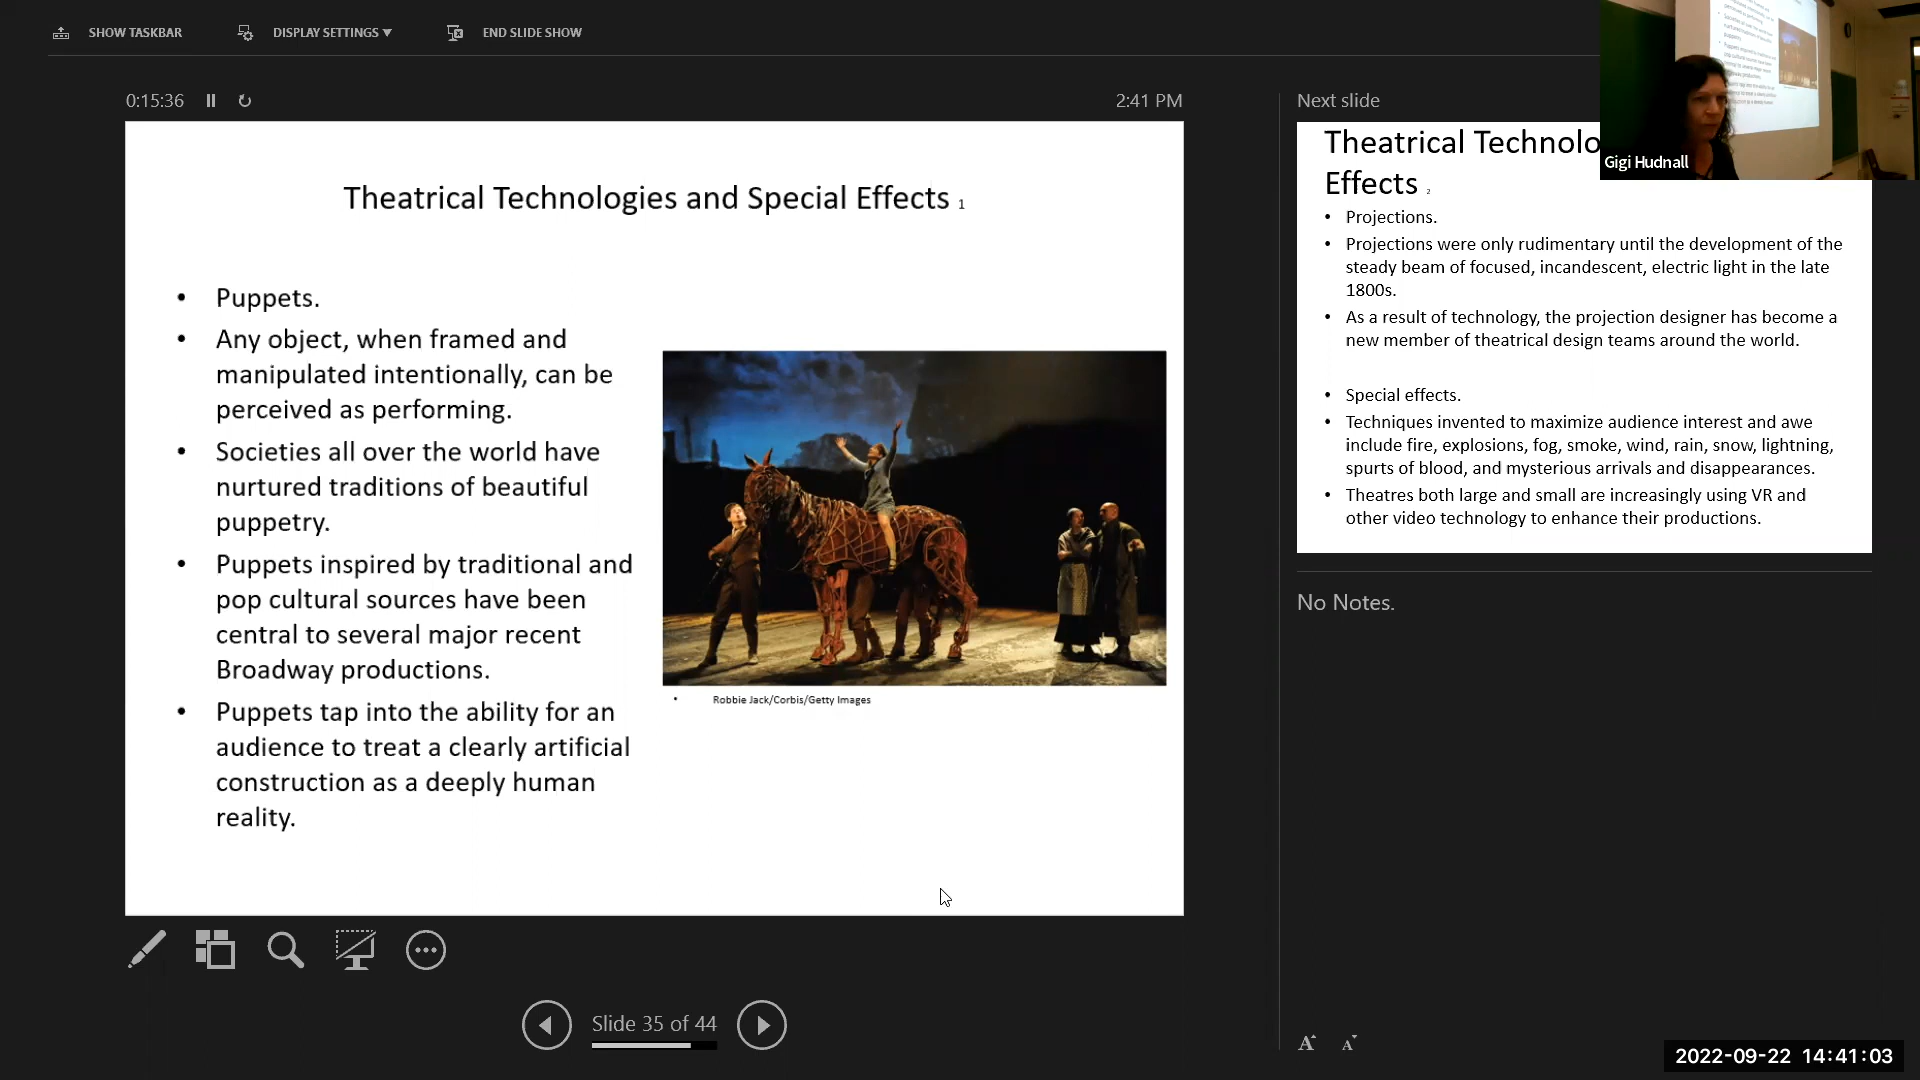 SHOW TASKBAR
DISPLAY SETTINGS ▼
END SLIDE SHOW
0:15:36
2:41 PM
Theatrical Technologies and Special Effects 1
• Puppets.
• Any object, when framed and
manipulated intentionally, can be
perceived as performing.
• Societies all over the world have
nurtured traditions of beautiful
puppetry.
• Puppets inspired by traditional and
pop cultural sources have been
central to several major recent
Broadway productions.
• Puppets tap into the ability for an
audience to treat a clearly artificial
construction as a deeply human
reality.
• Robbie Jack/Corbis/Getty Images
Slide 35 of 44
Next slide
Theatrical Technolo
Effects 2
• Projections.
• Projections were only rudimentary until the development of the
steady beam of focused, incandescent, electric light in the late
1800s.
• As a result of technology, the projection designer has become a
new member of theatrical design teams around the world.
• Special effects.
• Techniques invented to maximize audience interest and awe
include fire, explosions, fog, smoke, wind, rain, snow, lightning,
spurts of blood, and mysterious arrivals and disappearances.
• Theatres both large and small are increasingly using VR and
other video technology to enhance their productions.
No Notes.
A A
Gigi Hudnall
2022-09-22 14:41:03